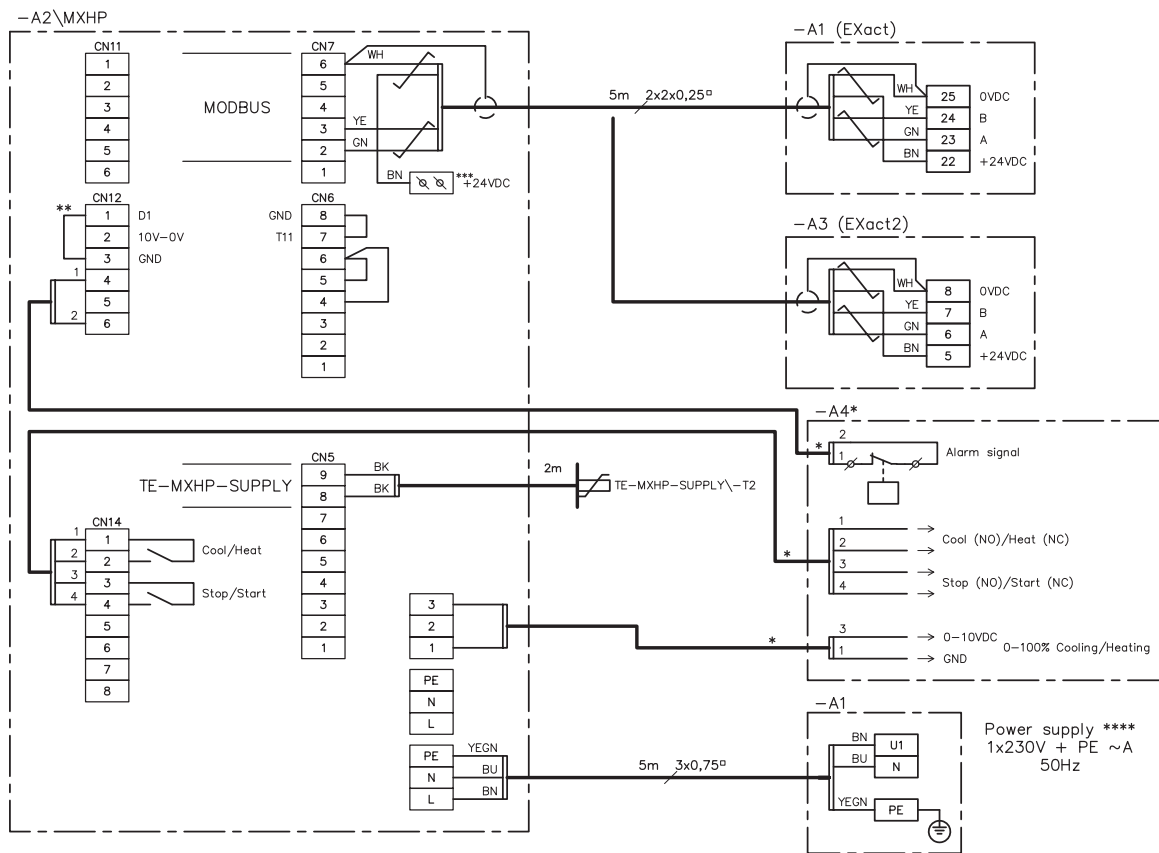 -A2\MXHP
CN11
1
2
3
4
5
6
MODBUS
CN7
6
5
4
3
2
1
WH
YE
GN
BN
***
+24VDC
CN12
**
1 D1
2 10V-0V
3 GND
4
5
6
1
2
CN6
GND 8
T11 7
6
5
4
3
2
1
5m 2x2x0,25¤
-A1 (EXact)
WH 25 0VDC
YE 24 B
GN 23 A
BN 22 +24VDC
-A3 (EXact2)
WH 8 0VDC
YE 7 B
GN 6 A
BN 5 +24VDC
-A4*
*
2
1
Alarm signal
*
1
2
Cool (NO)/Heat (NC)
3
4
Stop (NO)/Start (NC)
*
3 0-10VDC
1 GND
0-100% Cooling/Heating
TE-MXHP-SUPPLY
CN5
9 BK
8 BK
7
6
5
4
3
2
1
2m
TE-MXHP-SUPPLY\-T2
CN14
1 1
2 2
3 3
4 4
5
6
7
8
Cool/Heat
Stop/Start
3
2
1
PE
N
L
PE YEGN
N BU
L BN
5m 3x0,75¤
-A1
BN U1
BU N
YEGN PE
Power supply ****
1x230V + PE ~A
50Hz